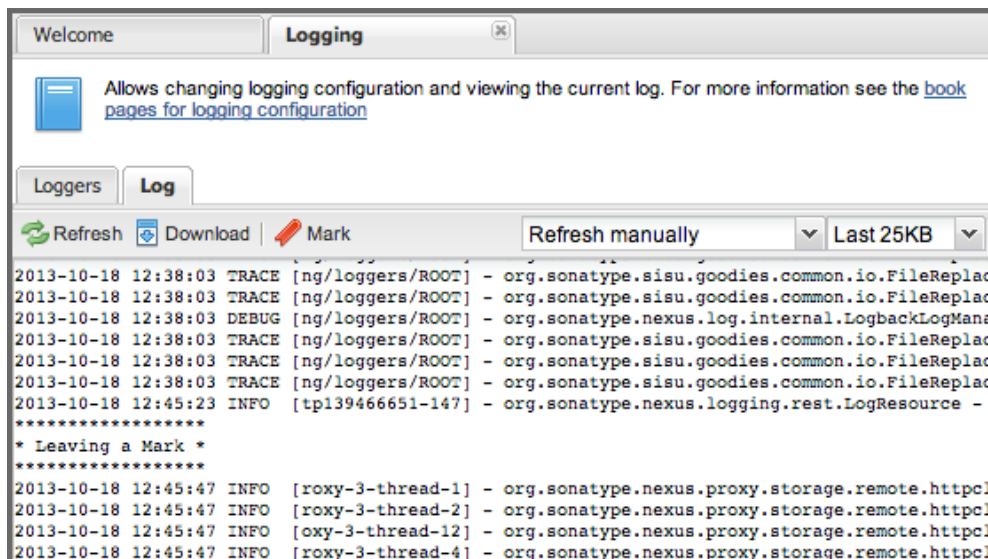 Welcome
Logging
Allows changing logging configuration and viewing the current log. For more information see the book
pages for logging configuration
Loggers
Log
Refresh Download Mark Refresh manually Last 25KB
2013-10-18 12:38:03 TRACE [ng/loggers/ROOT] - org.sonatype.sisu.goodies.common.io.FileReplac
2013-10-18 12:38:03 TRACE [ng/loggers/ROOT] - org.sonatype.sisu.goodies.common.io.FileReplac
2013-10-18 12:38:03 DEBUG [ng/loggers/ROOT] - org.sonatype.nexus.log.internal.LogbackLogMana
2013-10-18 12:38:03 TRACE [ng/loggers/ROOT] - org.sonatype.sisu.goodies.common.io.FileReplac
2013-10-18 12:38:03 TRACE [ng/loggers/ROOT] - org.sonatype.sisu.goodies.common.io.FileReplac
2013-10-18 12:38:03 TRACE [ng/loggers/ROOT] - org.sonatype.sisu.goodies.common.io.FileReplac
2013-10-18 12:45:23 INFO [tp139466651-147] - org.sonatype.nexus.logging.rest.LogResource -
******************
* Leaving a Mark *
******************
2013-10-18 12:45:47 INFO [roxy-3-thread-1] - org.sonatype.nexus.proxy.storage.remote.httpcl
2013-10-18 12:45:47 INFO [roxy-3-thread-2] - org.sonatype.nexus.proxy.storage.remote.httpcl
2013-10-18 12:45:47 INFO [oxy-3-thread-12] - org.sonatype.nexus.proxy.storage.remote.httpcl
2013-10-18 12:45:47 INFO [roxy-3-thread-4] - org.sonatype.nexus.proxy.storage.remote.httpcl